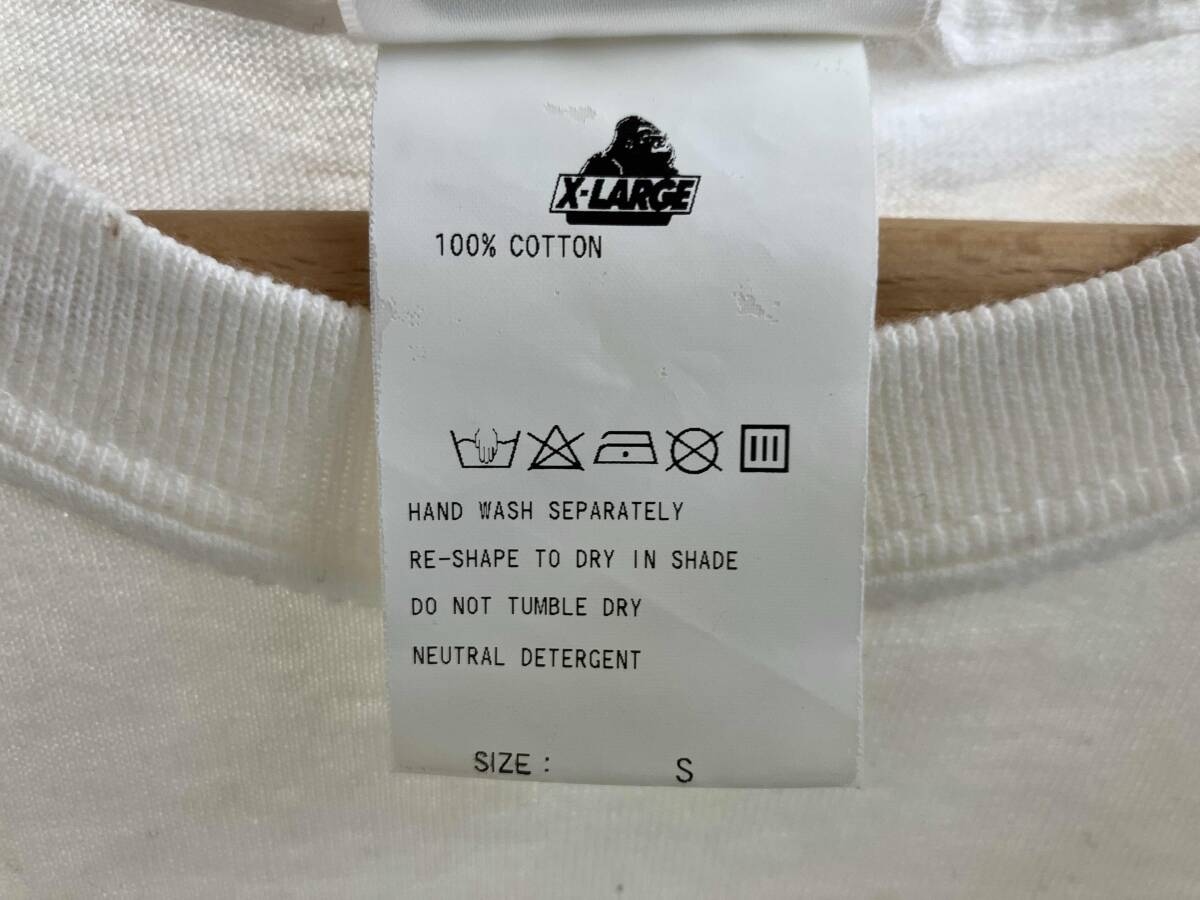 X-LARGE
100% COTTON
HAND WASH SEPARATELY
RE-SHAPE TO DRY IN SHADE
DO NOT TUMBLE DRY
NEUTRAL DETERGENT
SIZE : S